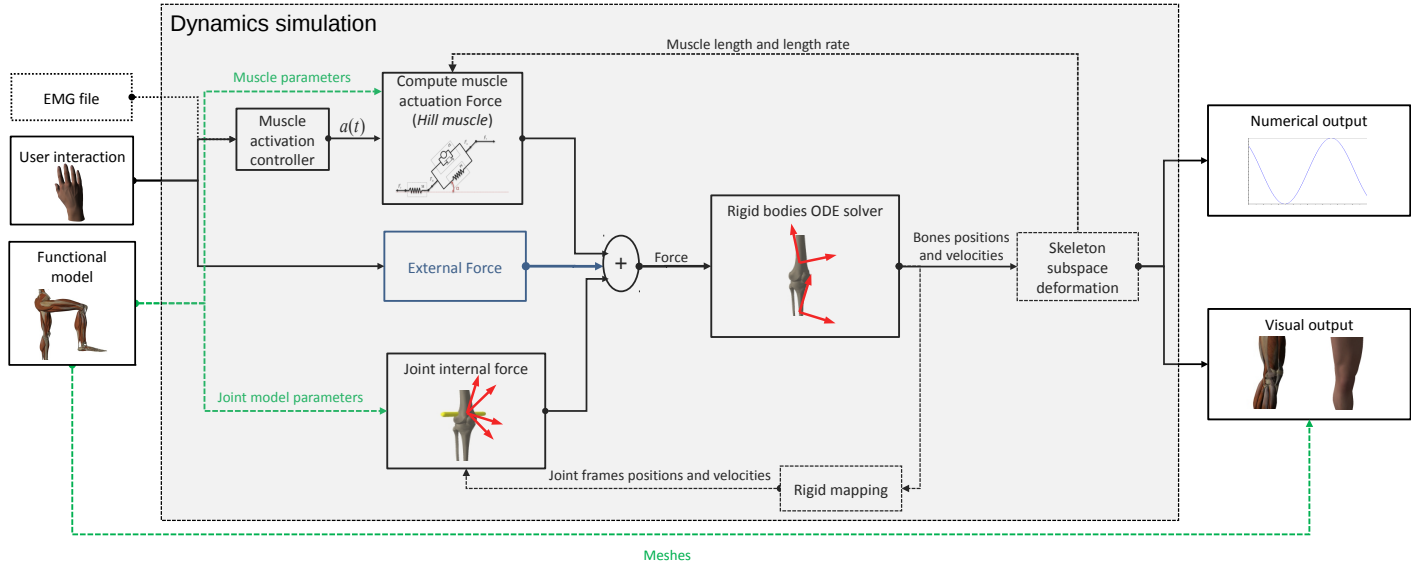 Dynamics simulation
Muscle length and length rate
Muscle parameters
EMG file
Compute muscle
actuation Force
(Hill muscle)
Muscle
activation
controller
a(t)
User interaction
Numerical output
Functional
model
External Force
+
Force
Rigid bodies ODE solver
Bones positions
and velocities
Skeleton
subspace
deformation
Visual output
Joint internal force
Joint model parameters
Joint frames positions and velocities
Rigid mapping
Meshes